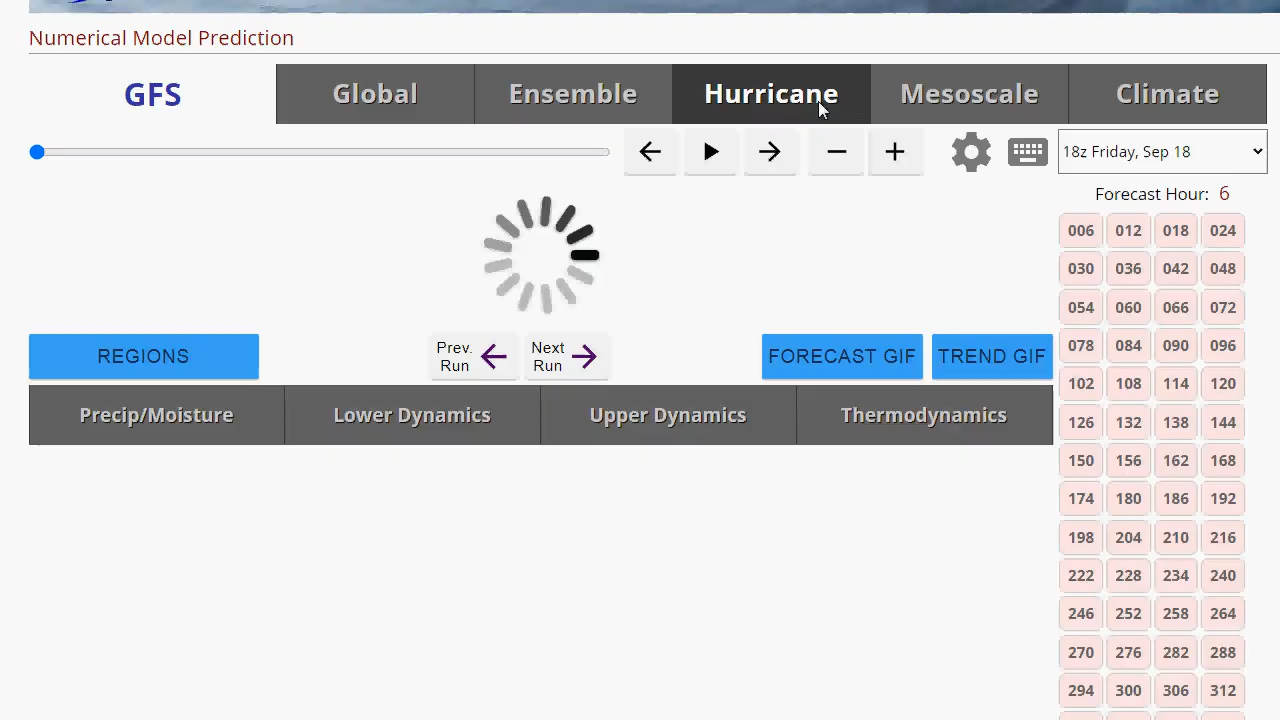 Numerical Model Prediction
GFS Global Ensemble Hurricane Mesoscale Climate
18z Friday, Sep 18
Forecast Hour: 6
006 012 018 024
030 036 042 048
054 060 066 072
078 084 090 096
102 108 114 120
126 132 138 144
150 156 162 168
174 180 186 192
198 204 210 216
222 228 234 240
246 252 258 264
270 276 282 288
294 300 306 312
REGIONS
Prev. Run
Next Run
FORECAST GIF
TREND GIF
Precip/Moisture Lower Dynamics Upper Dynamics Thermodynamics